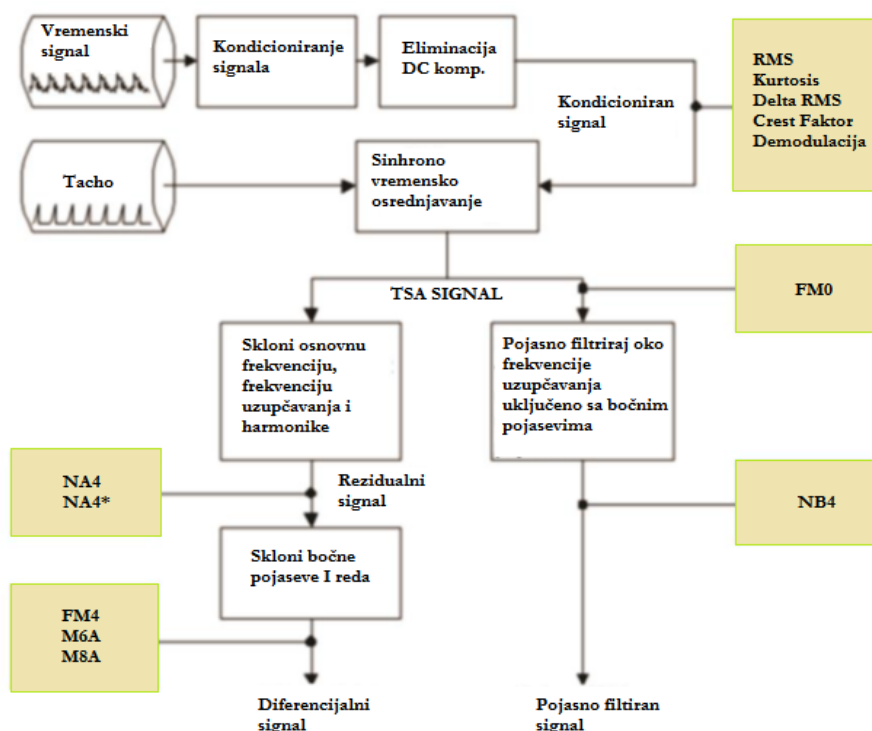 Vremenski
signal
Kondicioniranje
signala
Eliminacija
DC komp.
RMS
Kurtosis
Delta RMS
Crest Faktor
Demodulacija
Kondicioniran
signal
Tacho
Sinhrono
vremensko
osrednjavanje
TSA SIGNAL
FM0
Skloni osnovnu
frekvenciju,
frekvenciju
uzupčavanja i
harmonike
Pojasno filtriraj oko
frekvencije
uzupčavanja
uključeno sa bočnim
pojasevima
NA4
NA4*
Rezidualni
signal
NB4
Skloni bočne
pojaseve I reda
FM4
M6A
M8A
Diferencijalni
signal
Pojasno filtiran
signal